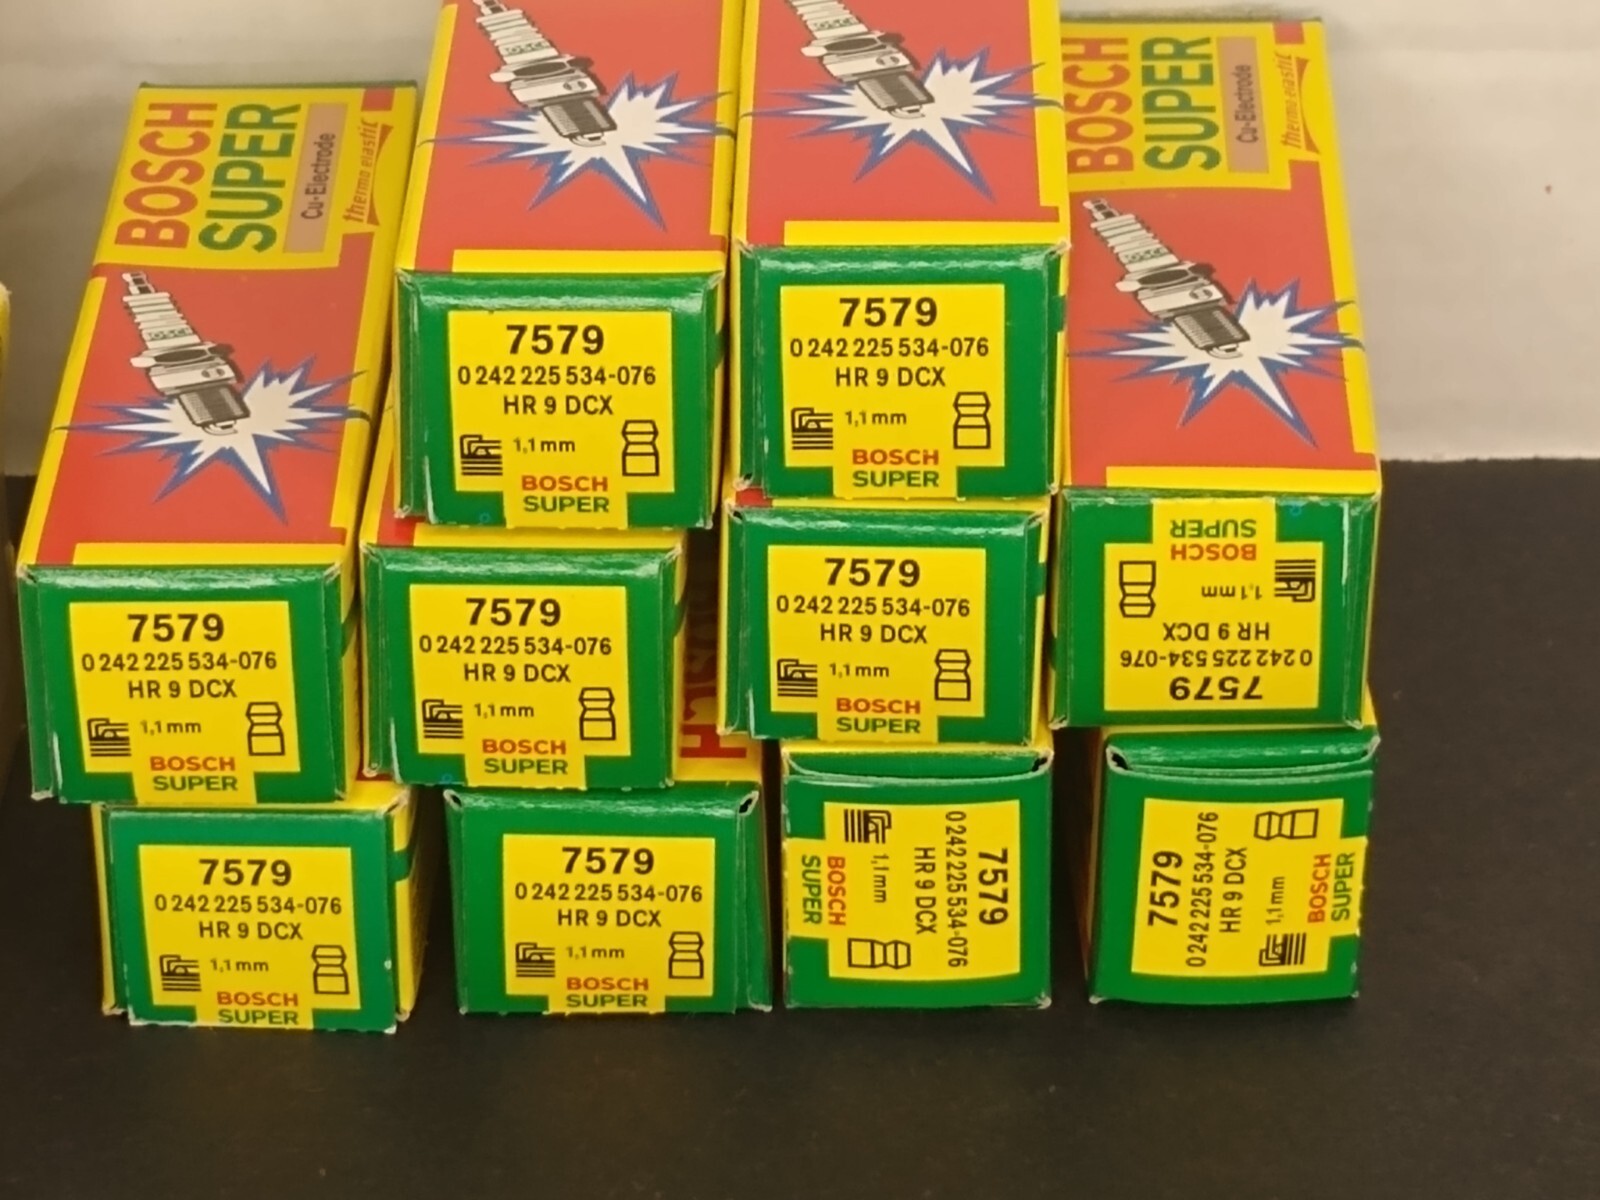 BOSCH
SUPER
Cu-Electrode
thermo elastic
BOSCH
SUPER
Cu-Electrode
thermo elastic
7579
0 242 225 534-076
HR 9 DCX
1,1 mm
BOSCH
SUPER
7579
0 242 225 534-076
HR 9 DCX
1,1 mm
BOSCH
SUPER
7579
0 242 225 534-076
HR 9 DCX
1,1 mm
BOSCH
SUPER
7579
0 242 225 534-076
HR 9 DCX
1,1 mm
BOSCH
SUPER
7579
0 242 225 534-076
HR 9 DCX
1,1 mm
BOSCH
SUPER
7579
0 242 225 534-076
HR 9 DCX
1,1 mm
BOSCH
SUPER
7579
0 242 225 534-076
HR 9 DCX
1,1 mm
BOSCH
SUPER
7579
0 242 225 534-076
HR 9 DCX
1,1 mm
BOSCH
SUPER
7579
0 242 225 534-076
HR 9 DCX
1,1 mm
BOSCH
SUPER
7579
0 242 225 534-076
HR 9 DCX
1,1 mm
BOSCH
SUPER